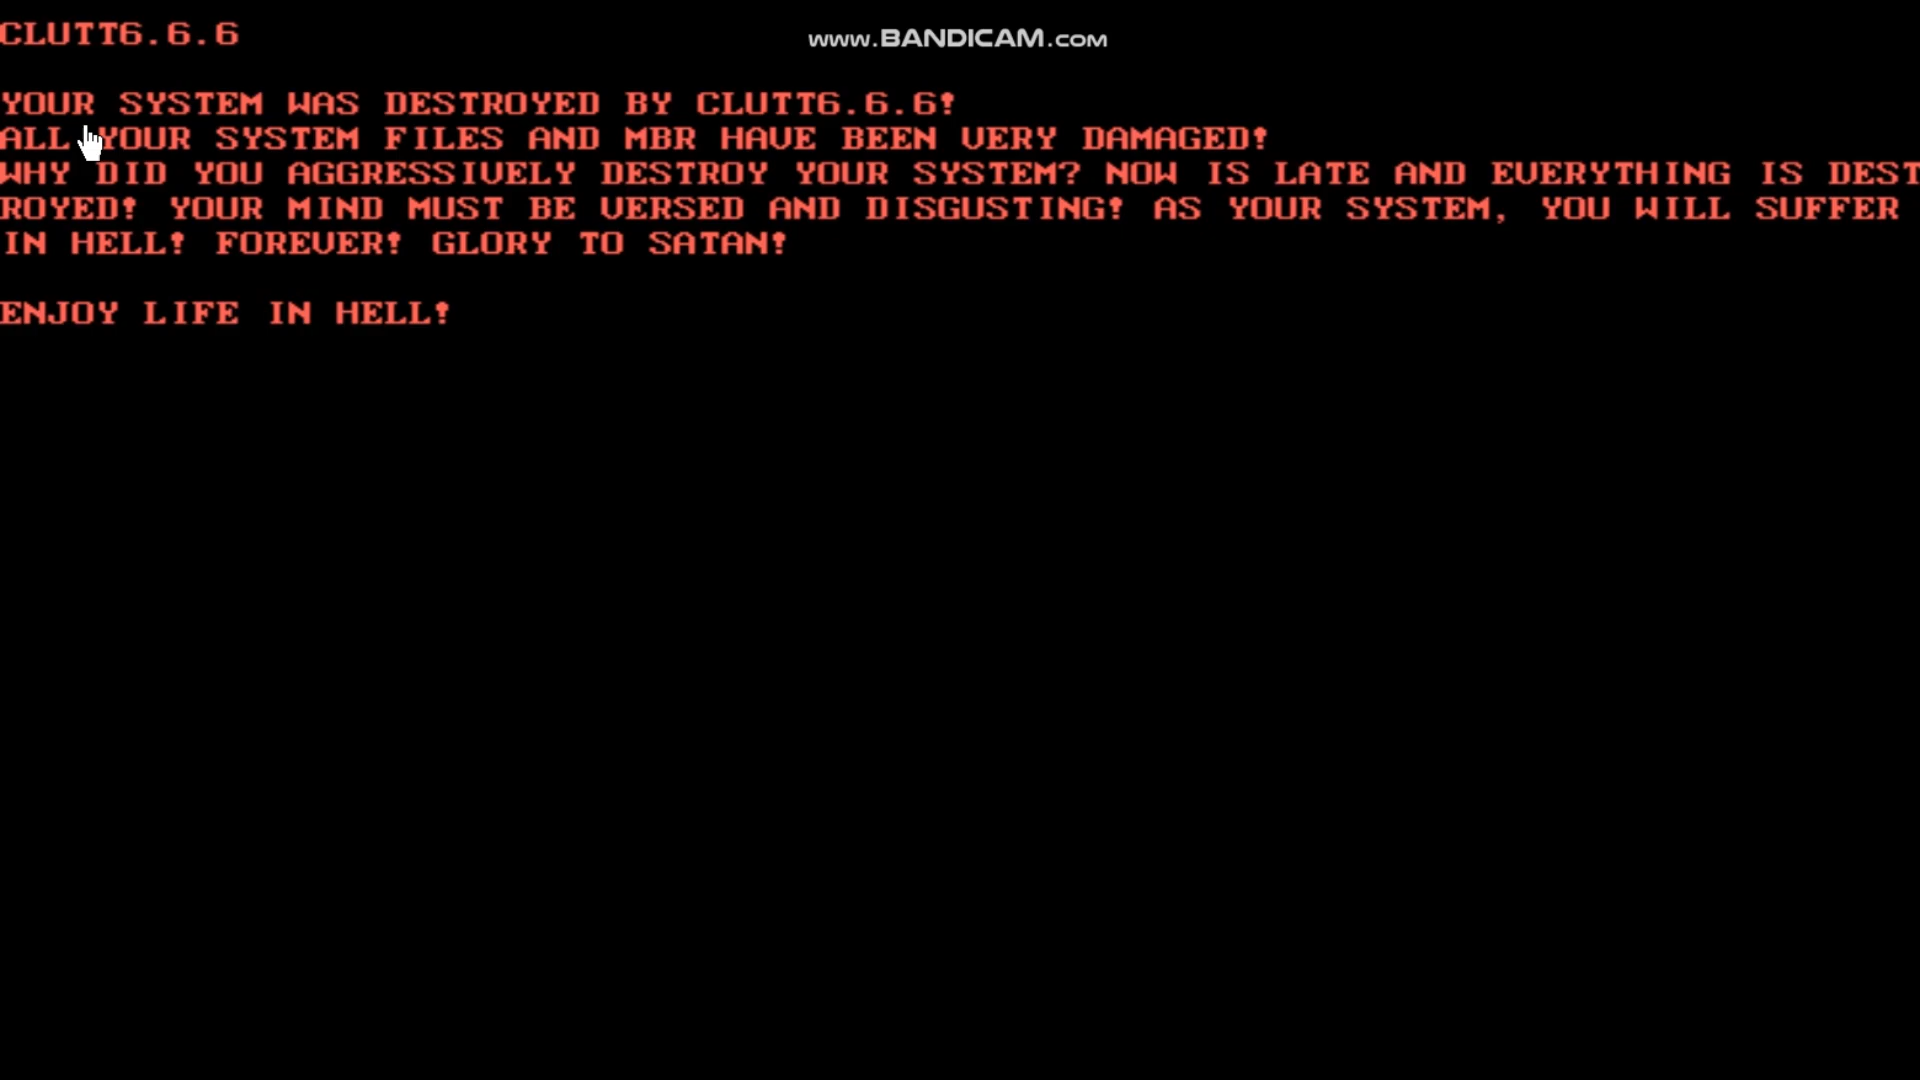 CLUTT6.6.6
www.BANDICAM.COM
YOUR SYSTEM WAS DESTROYED BY CLUTT6.6.6!
ALL YOUR SYSTEM FILES AND MBR HAVE BEEN VERY DAMAGED!
WHY DID YOU AGGRESSIVELY DESTROY YOUR SYSTEM? NOW IS LATE AND EVERYTHING IS DEST
ROYED! YOUR MIND MUST BE VERSED AND DISGUSTING! AS YOUR SYSTEM, YOU WILL SUFFER
IN HELL! FOREVER! GLORY TO SATAN!
ENJOY LIFE IN HELL!